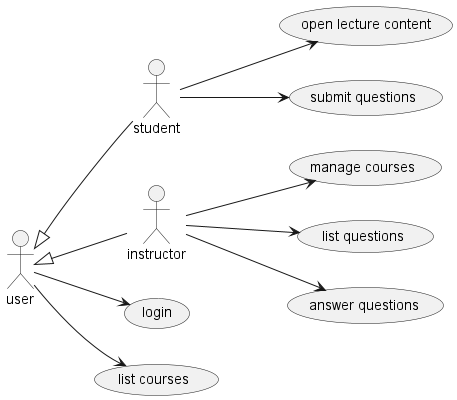 open lecture content
submit questions
student
manage courses
list questions
instructor
answer questions
user
login
list courses